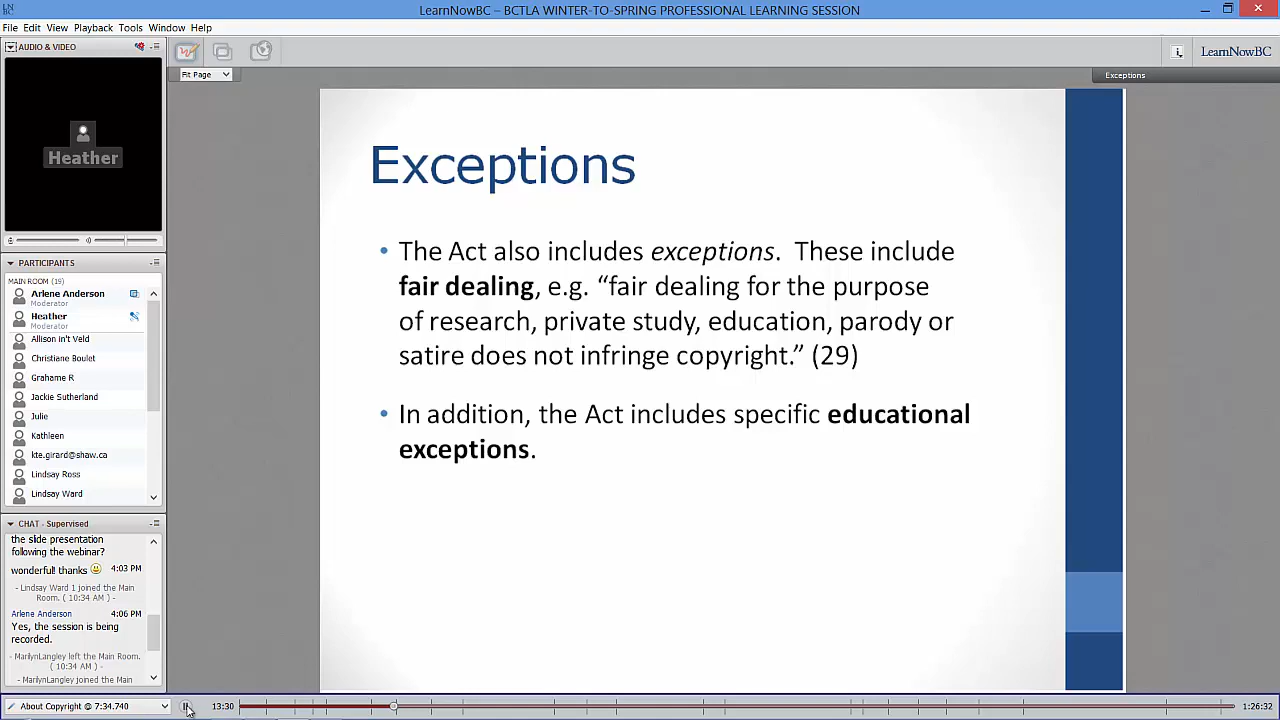 LN
BC
LearnNowBC – BCTLA WINTER-TO-SPRING PROFESSIONAL LEARNING SESSION
File Edit View Playback Tools Window Help
AUDIO & VIDEO
LearnNowBC
Fit Page
Exceptions
Heather
Exceptions
• The Act also includes exceptions. These include
fair dealing, e.g. “fair dealing for the purpose
of research, private study, education, parody or
satire does not infringe copyright.” (29)
• In addition, the Act includes specific educational
exceptions.
PARTICIPANTS
MAIN ROOM (19)
Arlene Anderson
Moderator
Heather
Moderator
Allison in't Veld
Christiane Boulet
Grahame R
Jackie Sutherland
Julie
Kathleen
kte.girard@shaw.ca
Lindsay Ross
Lindsay Ward
CHAT - Supervised
the slide presentation
following the webinar?
wonderful! thanks 4:03 PM
- Lindsay Ward 1 joined the Main
Room. ( 10:34 AM ) -
Arlene Anderson 4:06 PM
Yes, the session is being
recorded.
- MarilynLangley left the Main Room.
( 10:34 AM ) -
- MarilynLangley joined the Main
About Copyright @ 7:34.740
13:30
1:26:32